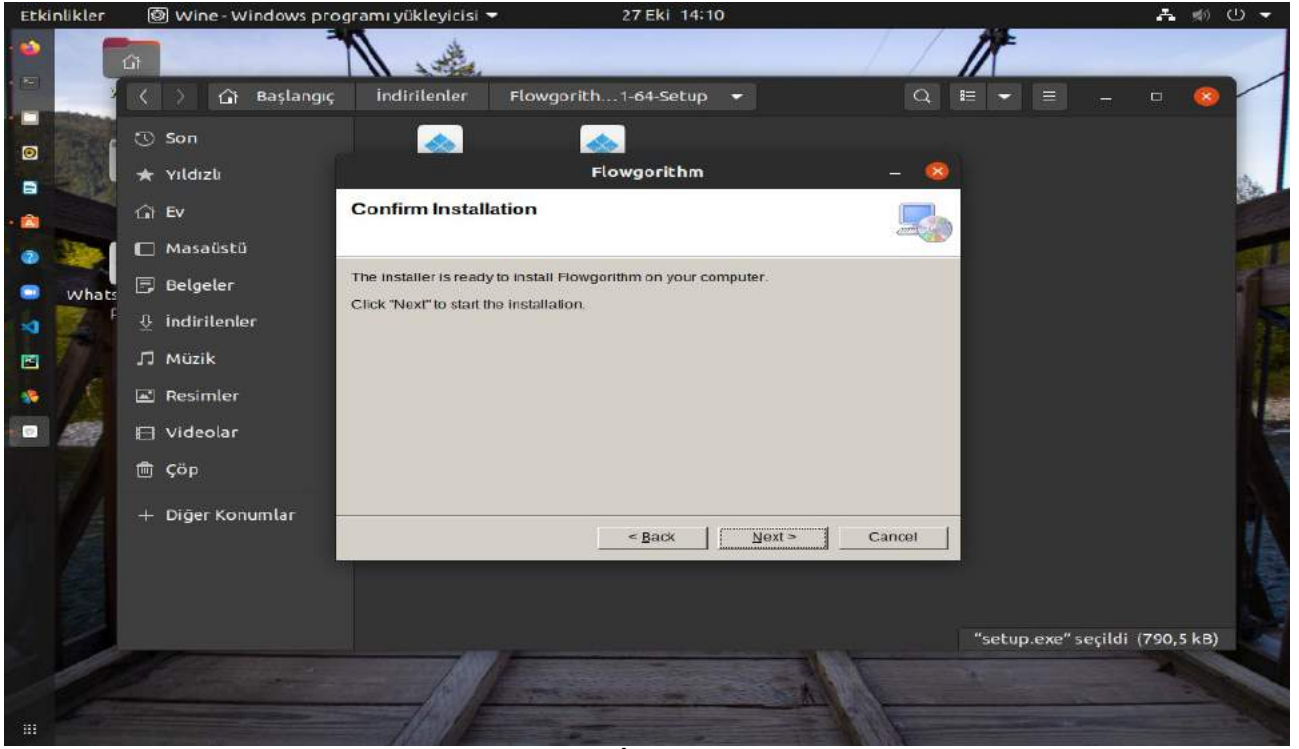 Etkinlikler
Wine - Windows programı yükleyicisi
27 Eki 14:10
Başlangıç
İndirilenler
Flowgorith...1-64-Setup
Son
Yıldızlı
Ev
Masaüstü
Belgeler
İndirilenler
Müzik
Resimler
Videolar
Çöp
+ Diğer Konumlar
Whats
Flowgorithm
Confirm Installation
The installer is ready to install Flowgorithm on your computer.
Click "Next" to start the installation.
< Back
Next >
Cancel
"setup.exe" seçildi (790,5 kB)